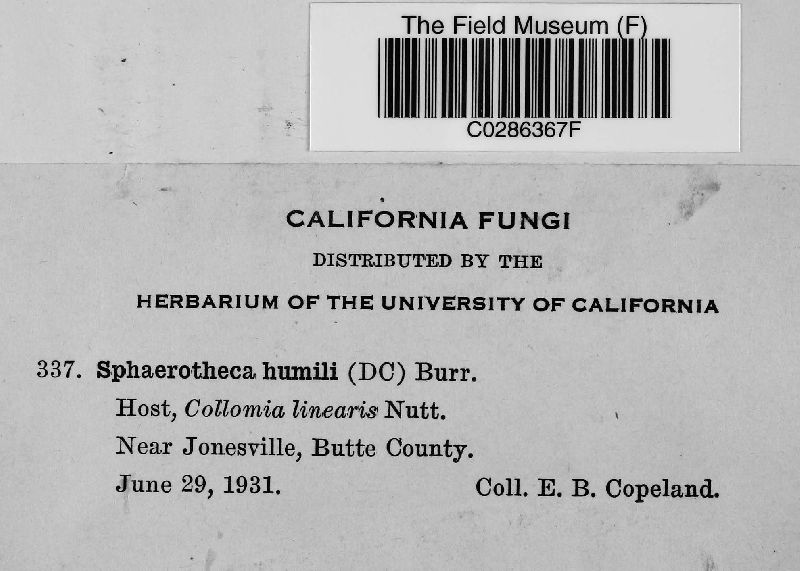 The Field Museum (F)
C0286367F
CALIFORNIA FUNGI
DISTRIBUTED BY THE
HERBARIUM OF THE UNIVERSITY OF CALIFORNIA
337. Sphaerotheca humili (DC) Burr.
Host, Collomia linearis Nutt.
Near Jonesville, Butte County.
June 29, 1931. Coll. E. B. Copeland.